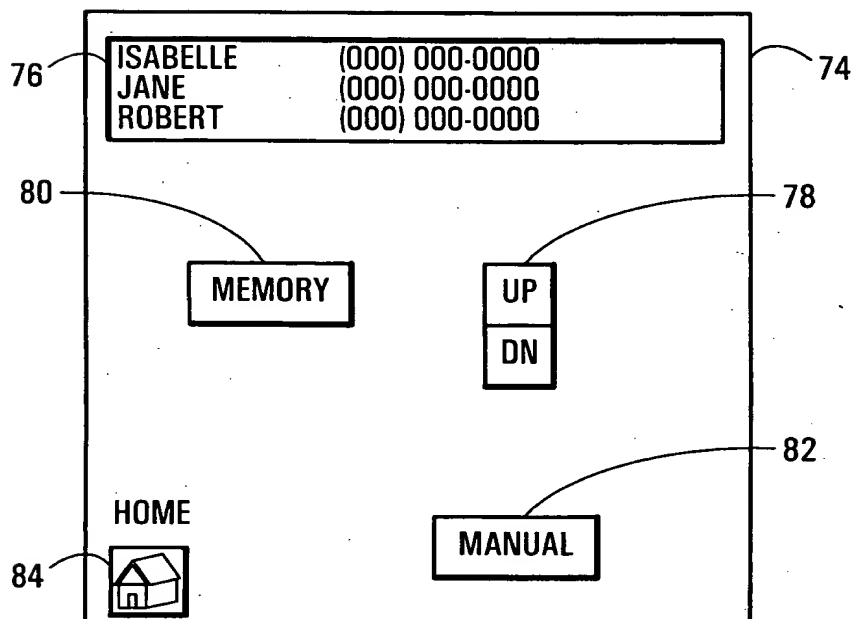 76 ISABELLE (000) 000-0000 74
JANE (000) 000-0000
ROBERT (000) 000-0000
80 78
MEMORY UP
DN
82
HOME
MANUAL
84